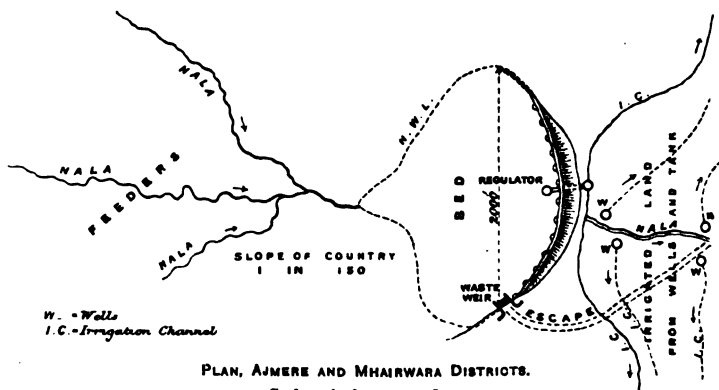 NALA
NALA
FEEDERS
NALA
SLOPE OF COUNTRY
1 IN 150
H.W.L.
BED
2000
REGULATOR
WASTE
WEIR
ESCAPE
I.C.
W
NALA
W
W
I.C.
I.C.
I.C.
IRRIGATED LAND
FROM WELLS AND TANK
W. = Wells
I.C. = Irrigation Channel
PLAN, AJMERE AND MHAIRWARA DISTRICTS.